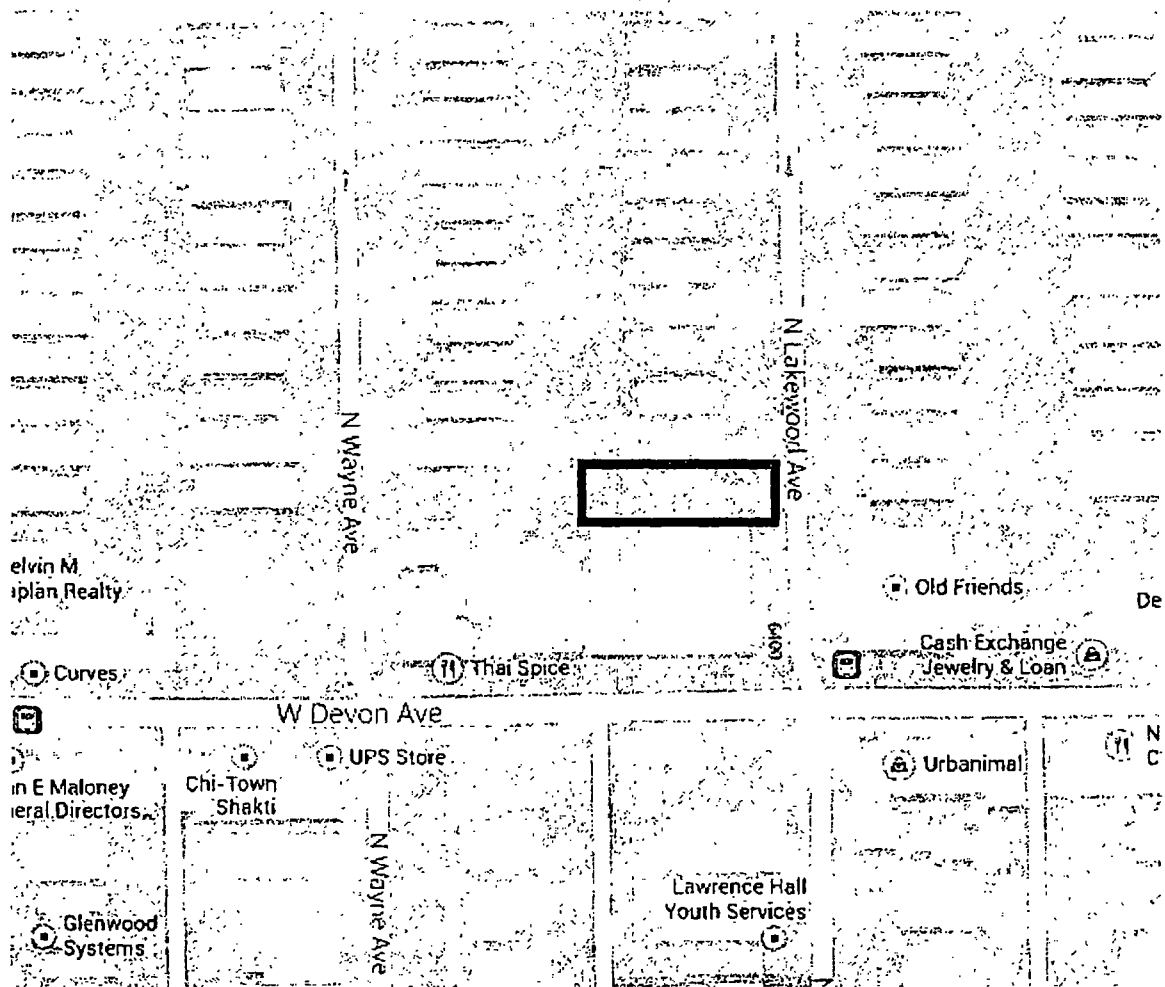 N Lakewood Ave
N Wayne Ave
elvin M
aplan Realty
Old Friends
De
6400
Cash Exchange
Jewelry & Loan
Curves
Thai Spice
W Devon Ave
UPS Store
N
C
Chi-Town
Shakti
Urbanimal
n E Maloney
eral Directors
N Wayne Ave
Lawrence Hall
Youth Services
Glenwood
Systems